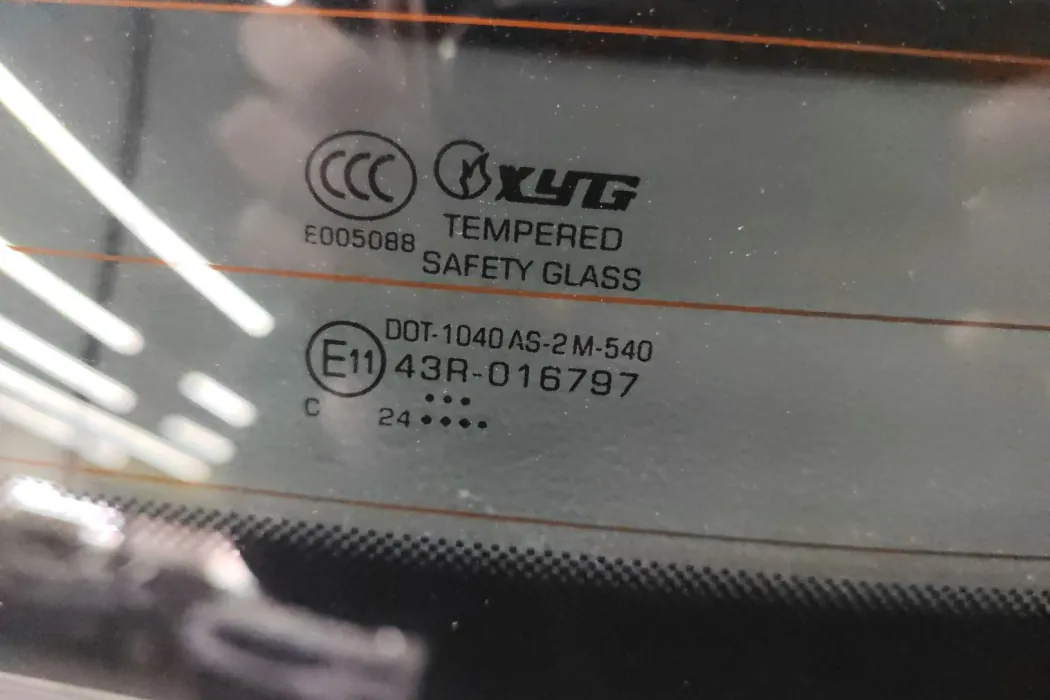 CCC XYG
E005088 TEMPERED
SAFETY GLASS
DOT-1040 AS-2 M-540
E11 43R-016797
C 24